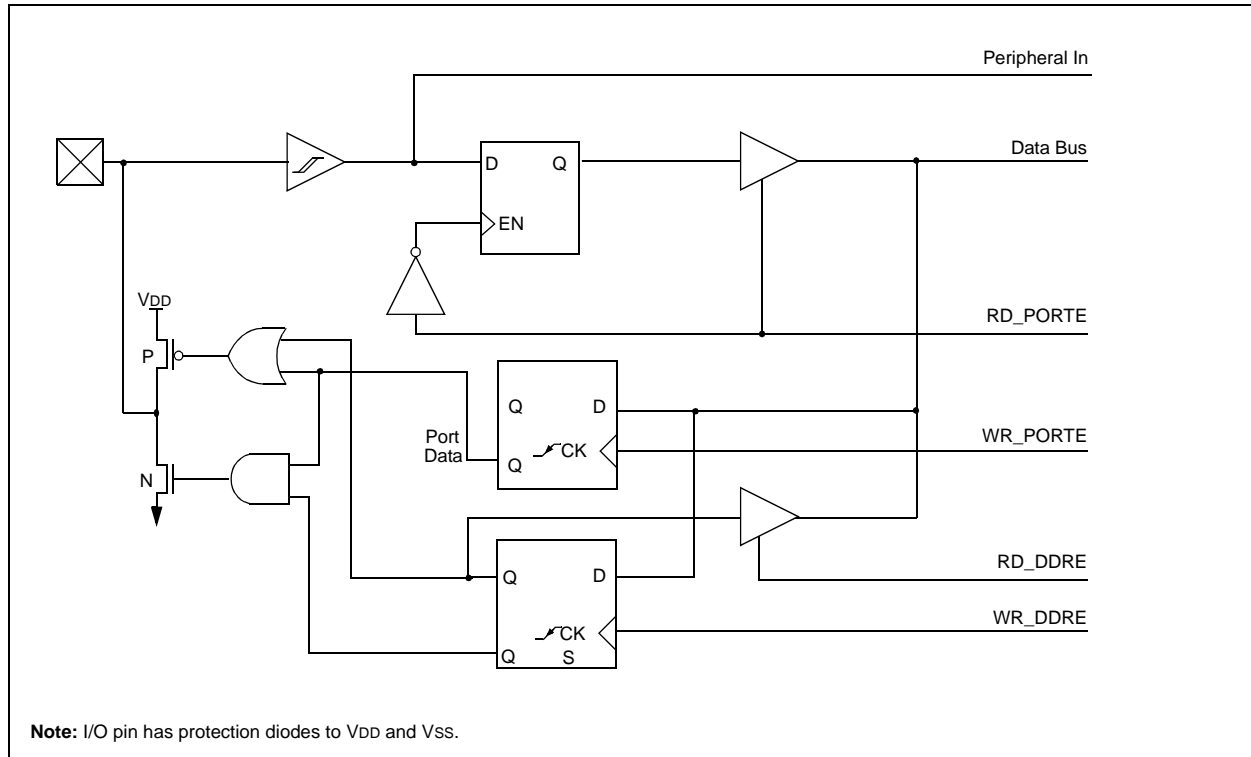 Peripheral In
D
Q
Data Bus
EN
VDD
RD_PORTE
P
Q
D
Port
Data
CK
WR_PORTE
Q
N
RD_DDRE
Q
D
WR_DDRE
CK
Q
S
Note: I/O pin has protection diodes to VDD and VSS.